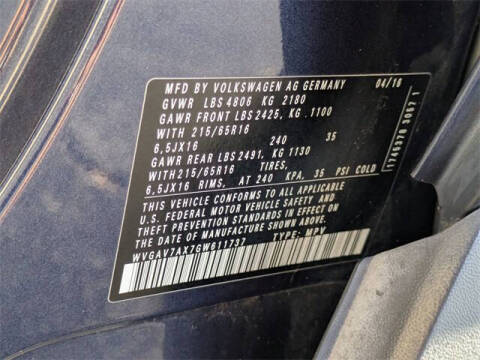 MFD BY VOLKSWAGEN AG GERMANY 04/16
GVWR LBS 4806 KG 2180
GAWR FRONT LBS 2425, KG .1100
WITH 215/65R16
6,5JX16 240 35
GAWR REAR LBS 2491, KG 1130
WITH215/65R16 TIRES,
6,5JX16 RIMS, AT 240 KPA, 35 PSI COLD
THIS VEHICLE CONFORMS TO ALL APPLICABLE
U.S. FEDERAL MOTOR VEHICLE SAFETY AND
THEFT PREVENTION STANDARDS IN EFFECT ON
THE DATE OF MANUFACTURE SHOWN ABOVE.
WVGAV7AX7GW611737 TYPE: MPV